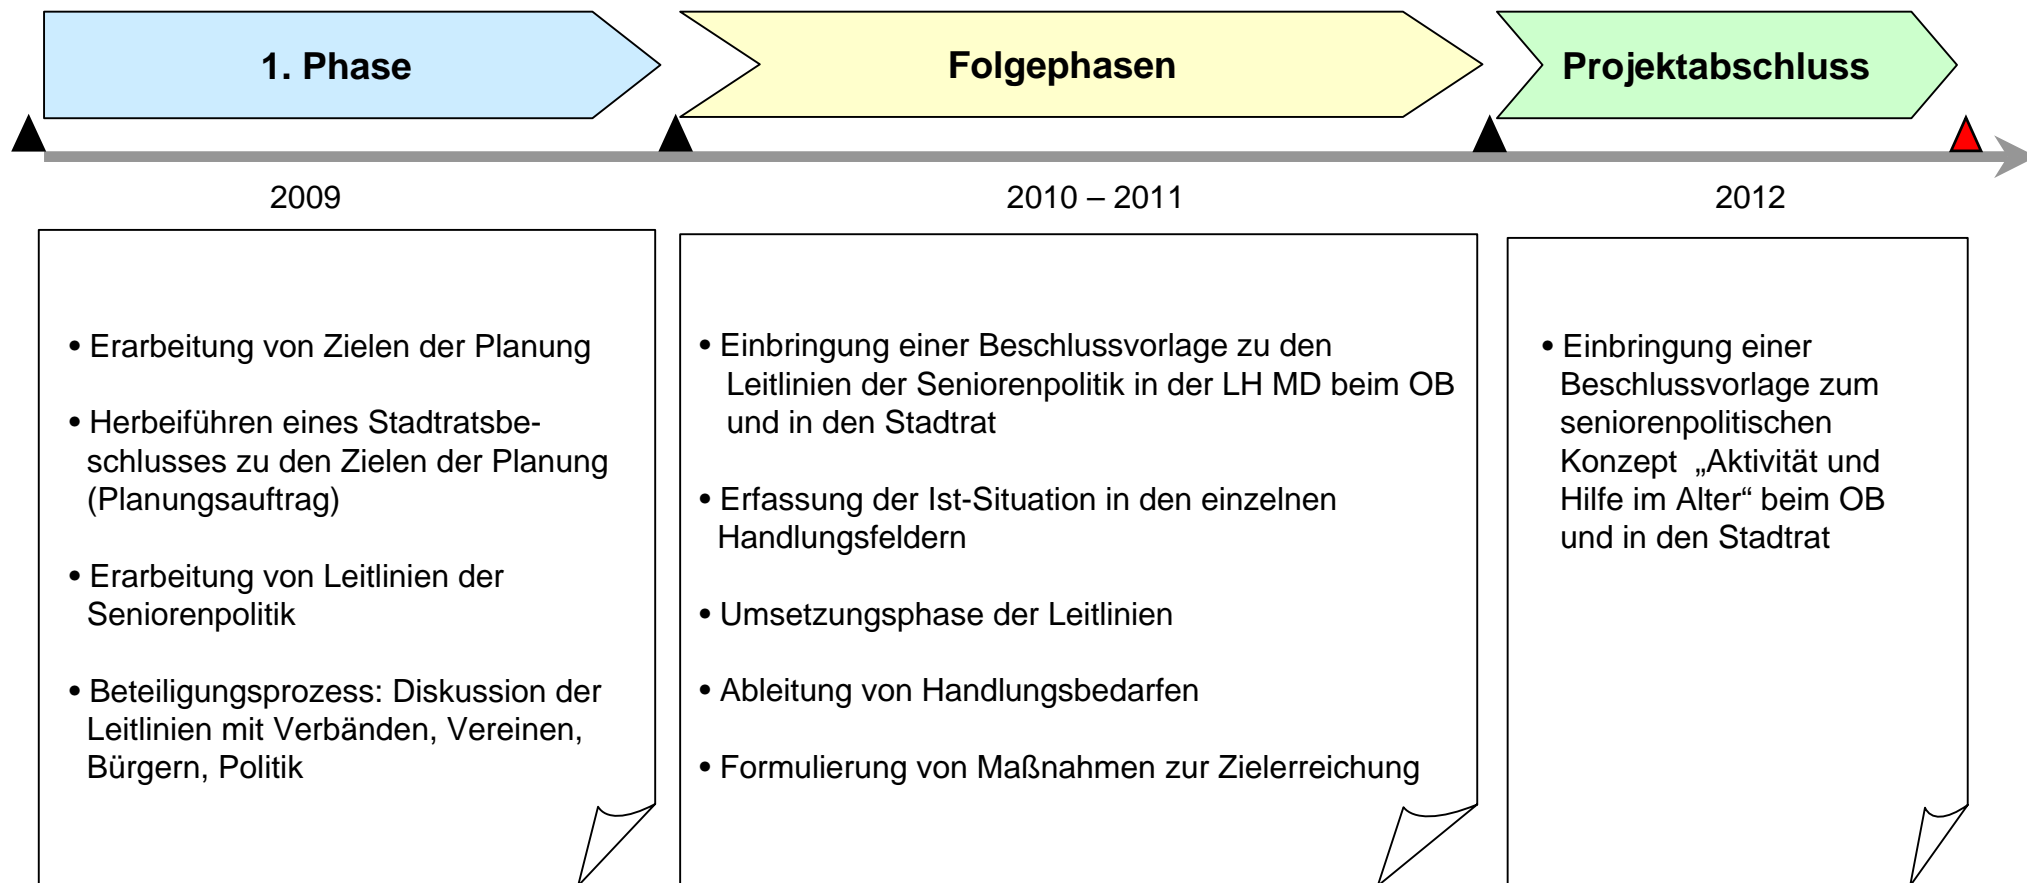 1. Phase
Folgephasen
Projektabschluss
2009
2010 – 2011
2012
• Erarbeitung von Zielen der Planung
• Herbeiführen eines Stadtratsbe-
schlusses zu den Zielen der Planung
(Planungsauftrag)
• Erarbeitung von Leitlinien der
Seniorenpolitik
• Beteiligungsprozess: Diskussion der
Leitlinien mit Verbänden, Vereinen,
Bürgern, Politik
• Einbringung einer Beschlussvorlage zu den
Leitlinien der Seniorenpolitik in der LH MD beim OB
und in den Stadtrat
• Erfassung der Ist-Situation in den einzelnen
Handlungsfeldern
• Umsetzungsphase der Leitlinien
• Ableitung von Handlungsbedarfen
• Formulierung von Maßnahmen zur Zielerreichung
• Einbringung einer
Beschlussvorlage zum
seniorenpolitischen
Konzept „Aktivität und
Hilfe im Alter“ beim OB
und in den Stadtrat